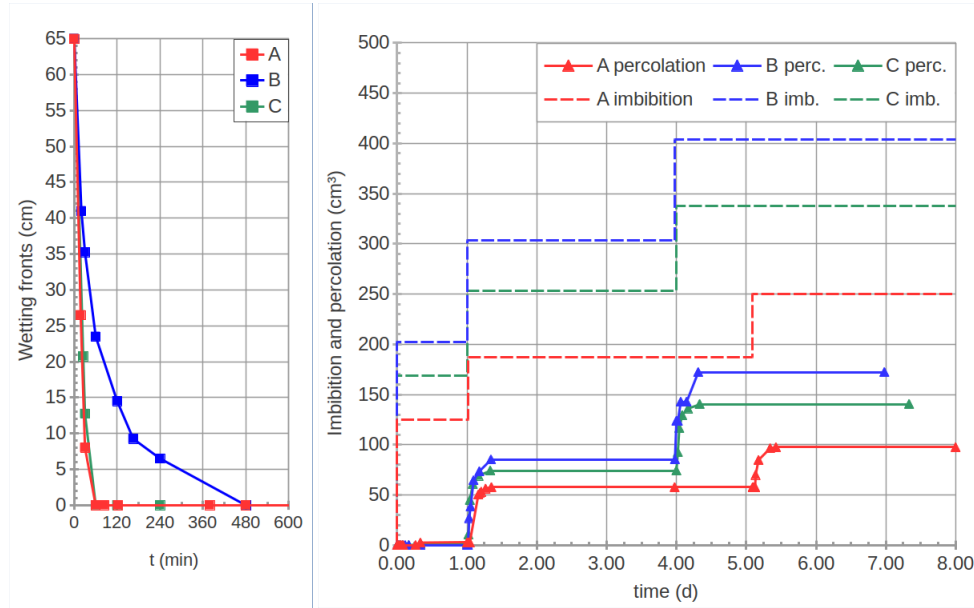 65
60
55
50
45
40
35
30
25
20
15
10
5
0
Wetting fronts (cm)
A
B
C
0 120 240 360 480 600
t (min)
500
450
400
350
300
250
200
150
100
50
0
Imbibition and percolation (cm³)
A percolation B perc. C perc.
A imbibition B imb. C imb.
0.00 1.00 2.00 3.00 4.00 5.00 6.00 7.00 8.00
time (d)